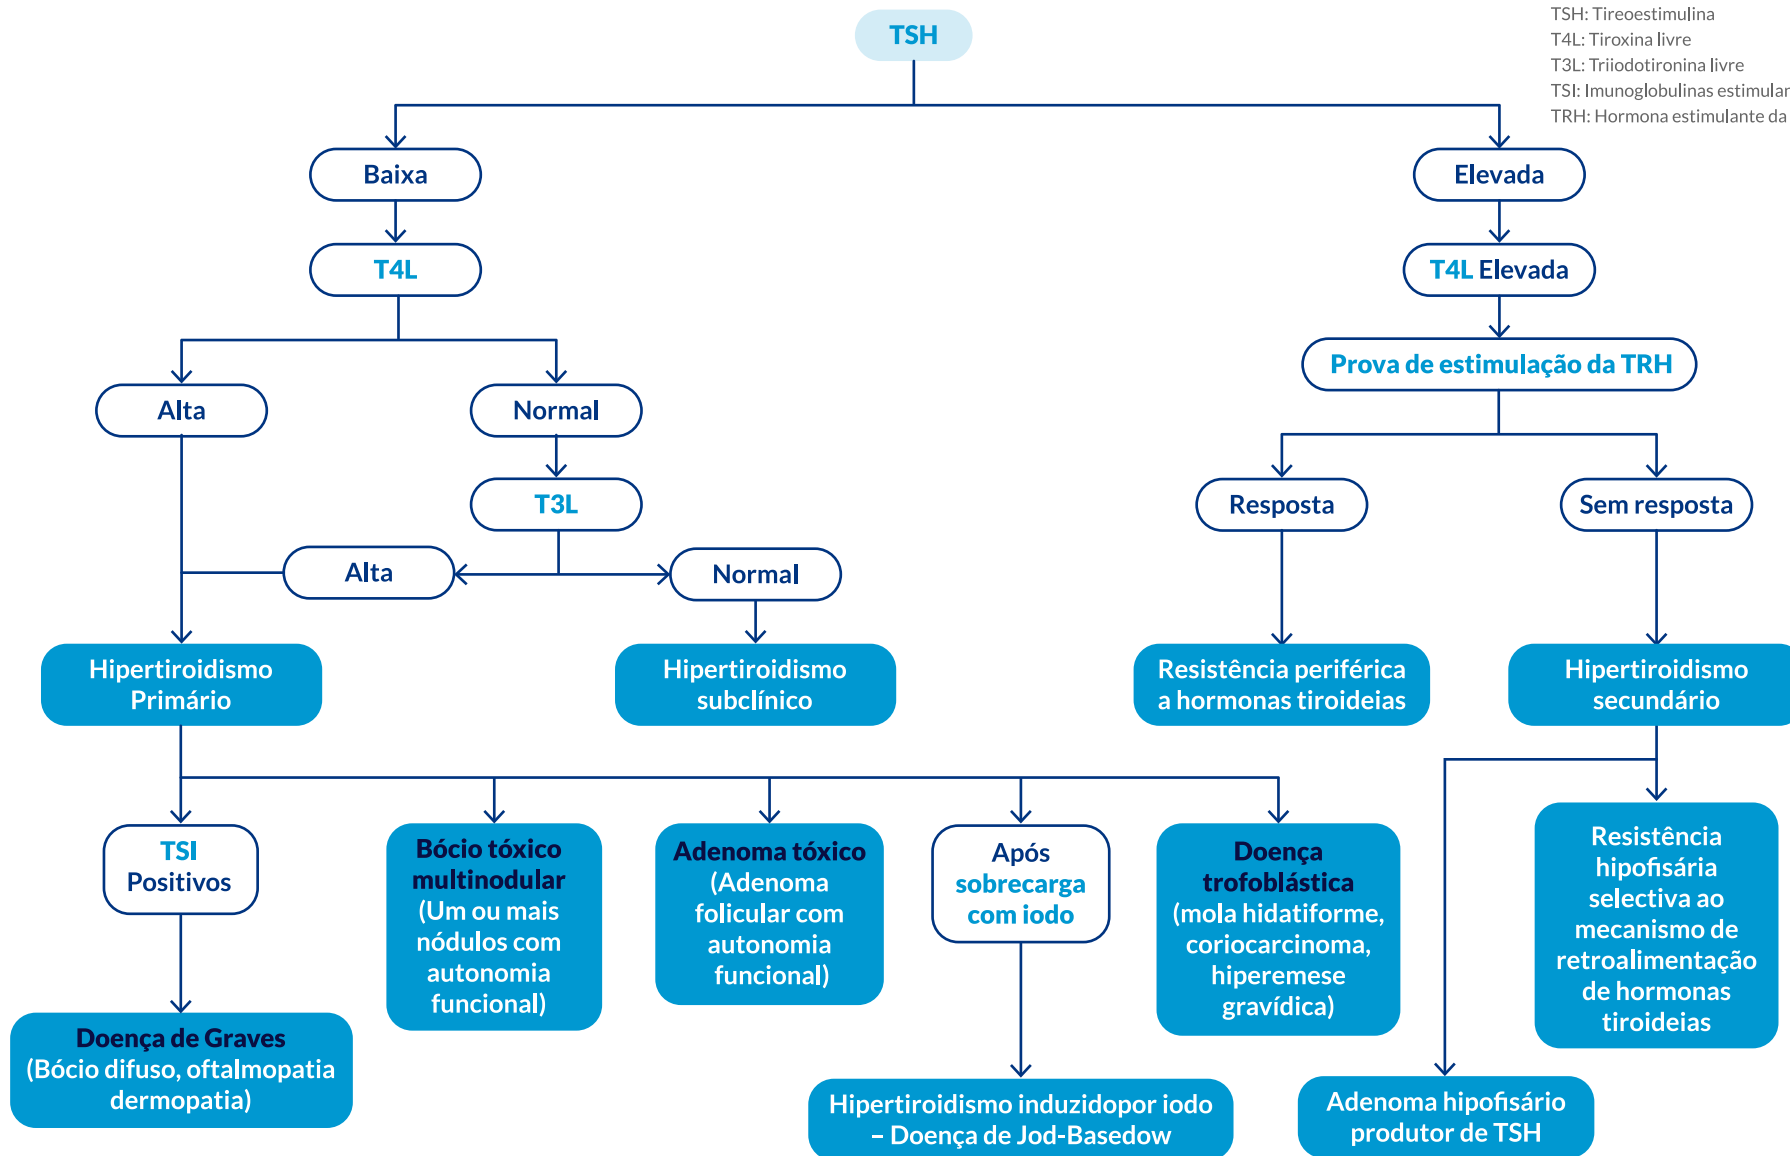 TSH
TSH: Tireoestimulina
T4L: Tiroxina livre
T3L: Triiodotironina livre
TSI: Imunoglobulinas
TRH: Hormona estimulante da
Baixa
Elevada
T4L
T4L Elevada
Prova de estimulação da TRH
Alta
Normal
T3L
Resposta
Sem resposta
Alta
Normal
Hipertiroidismo
Primário
Hipertiroidismo
subclínico
Resistência periférica
a hormonas tiroideias
Hipertiroidismo
secundário
TSI
Positivos
Bócio tóxico
multinodular
(Um ou mais
nódulos com
autonomia
funcional)
Adenoma tóxico
(Adenoma
folicular com
autonomia
funcional)
Após
sobrecarga
com iodo
Doença
trofoblástica
(mola hidatiforme,
coriocarcinoma,
hiperemese
gravídica)
Resistência
hipofisária
selectiva ao
mecanismo de
retroalimentação
de hormonas
tiroideias
Doença de Graves
(Bócio difuso, oftalmopatia
dermopatia)
Hipertiroidismo induzidopor iodo
– Doença de Jod-Basedow
Adenoma hipofisário
produtor de TSH